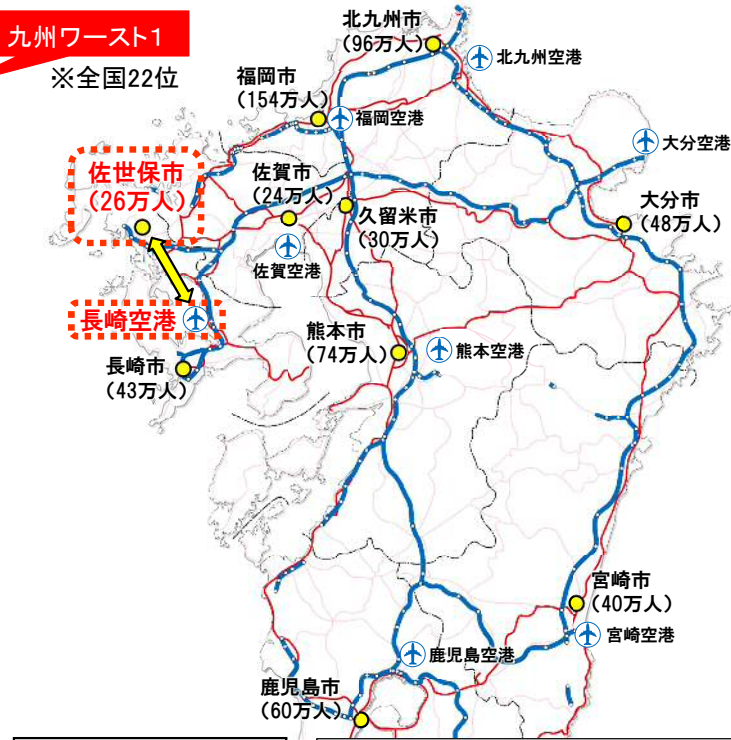 九州ワースト1
※全国22位
北九州市
(96万人)
北九州空港
福岡市
(154万人)
福岡空港
大分空港
佐世保市
(26万人)
佐賀市
(24万人)
久留米市
(30万人)
大分市
(48万人)
佐賀空港
長崎空港
熊本市
(74万人)
熊本空港
長崎市
(43万人)
宮崎市
(40万人)
宮崎空港
鹿児島空港
鹿児島市
(60万人)